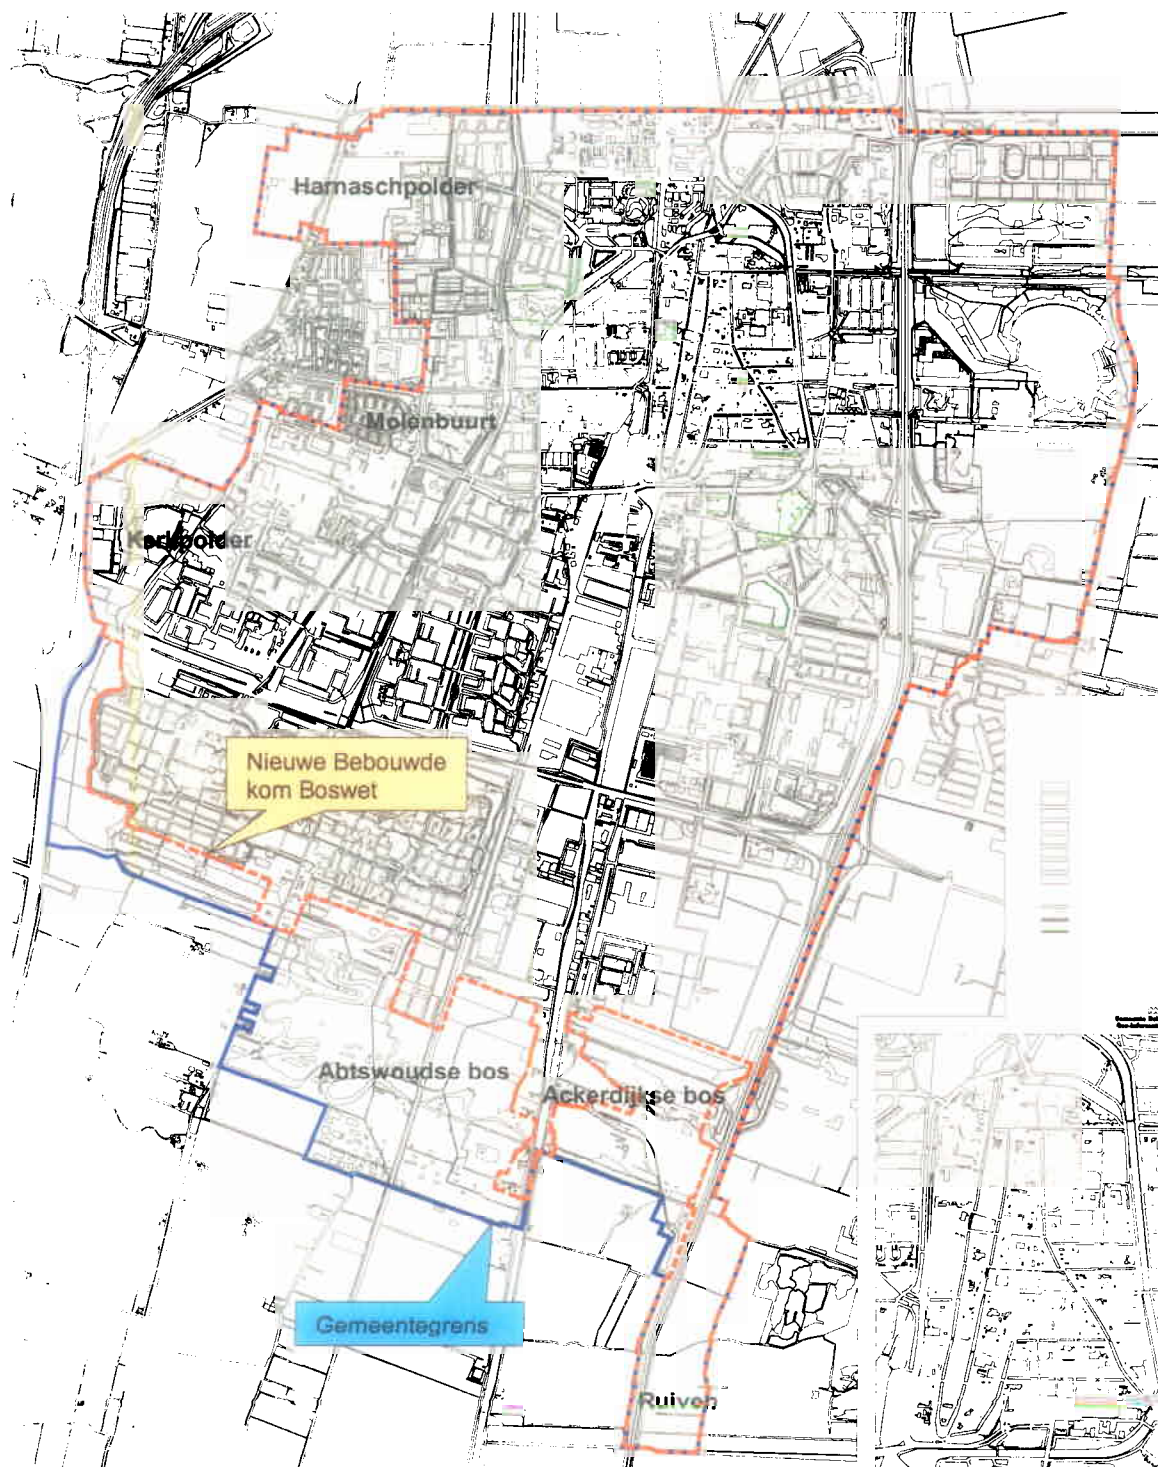 Harnaschpolder
Molenbuurt
Kerkpolder
Nieuwe Bebouwde
kom Boswet
Abtswoudse bos
Ackerdijkse bos
Gemeentegrens
Ruiven